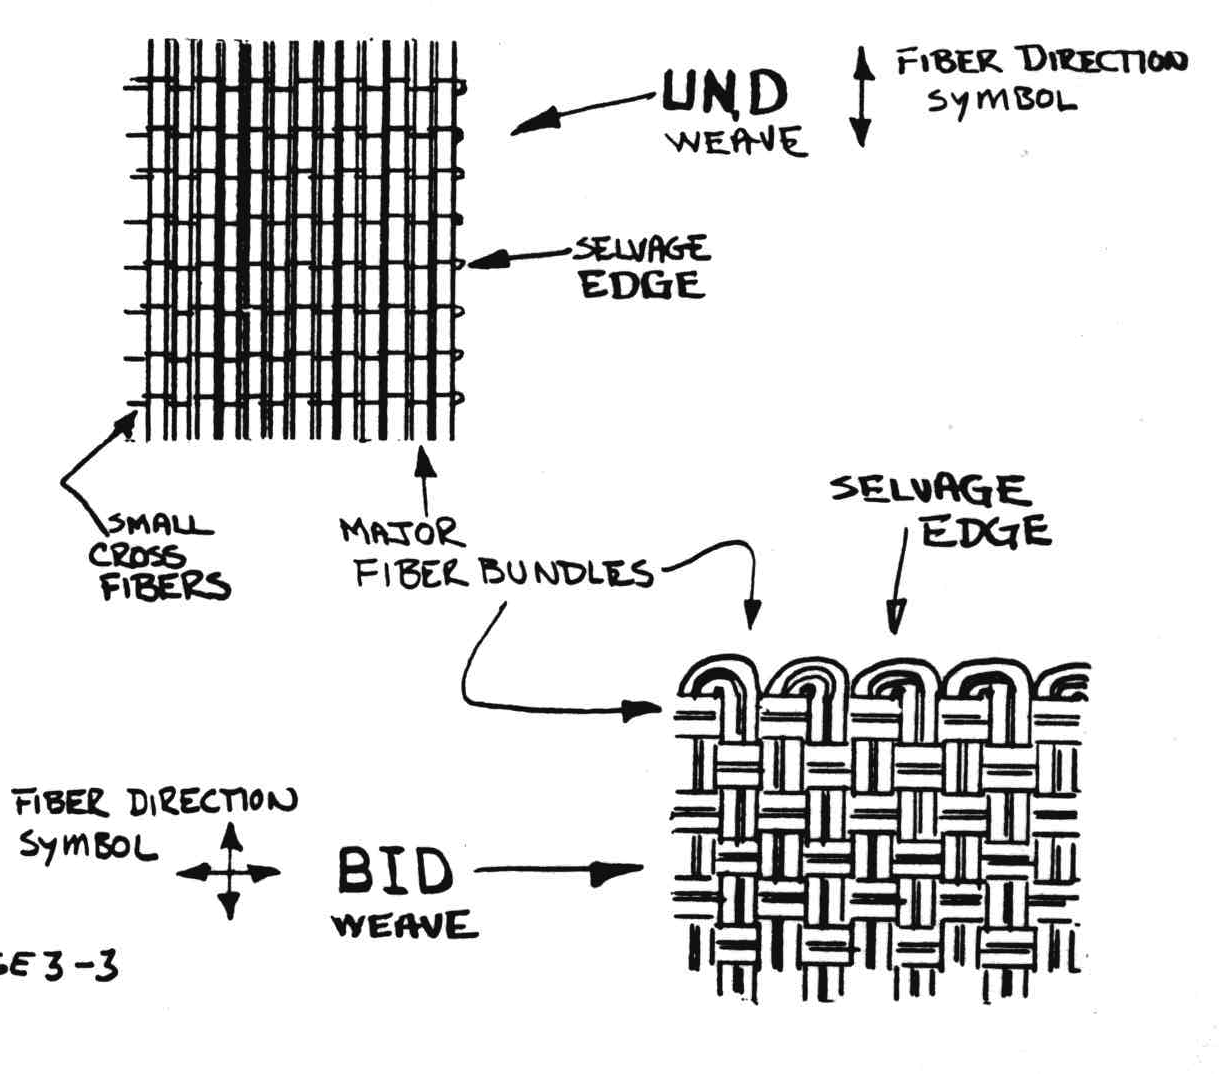 UND
WEAVE
FIBER DIRECTION
SYMBOL
SELVAGE
EDGE
SMALL
CROSS
FIBERS
MAJOR
FIBER BUNDLES
SELVAGE
EDGE
FIBER DIRECTION
SYMBOL
BID
WEAVE
GE 3-3